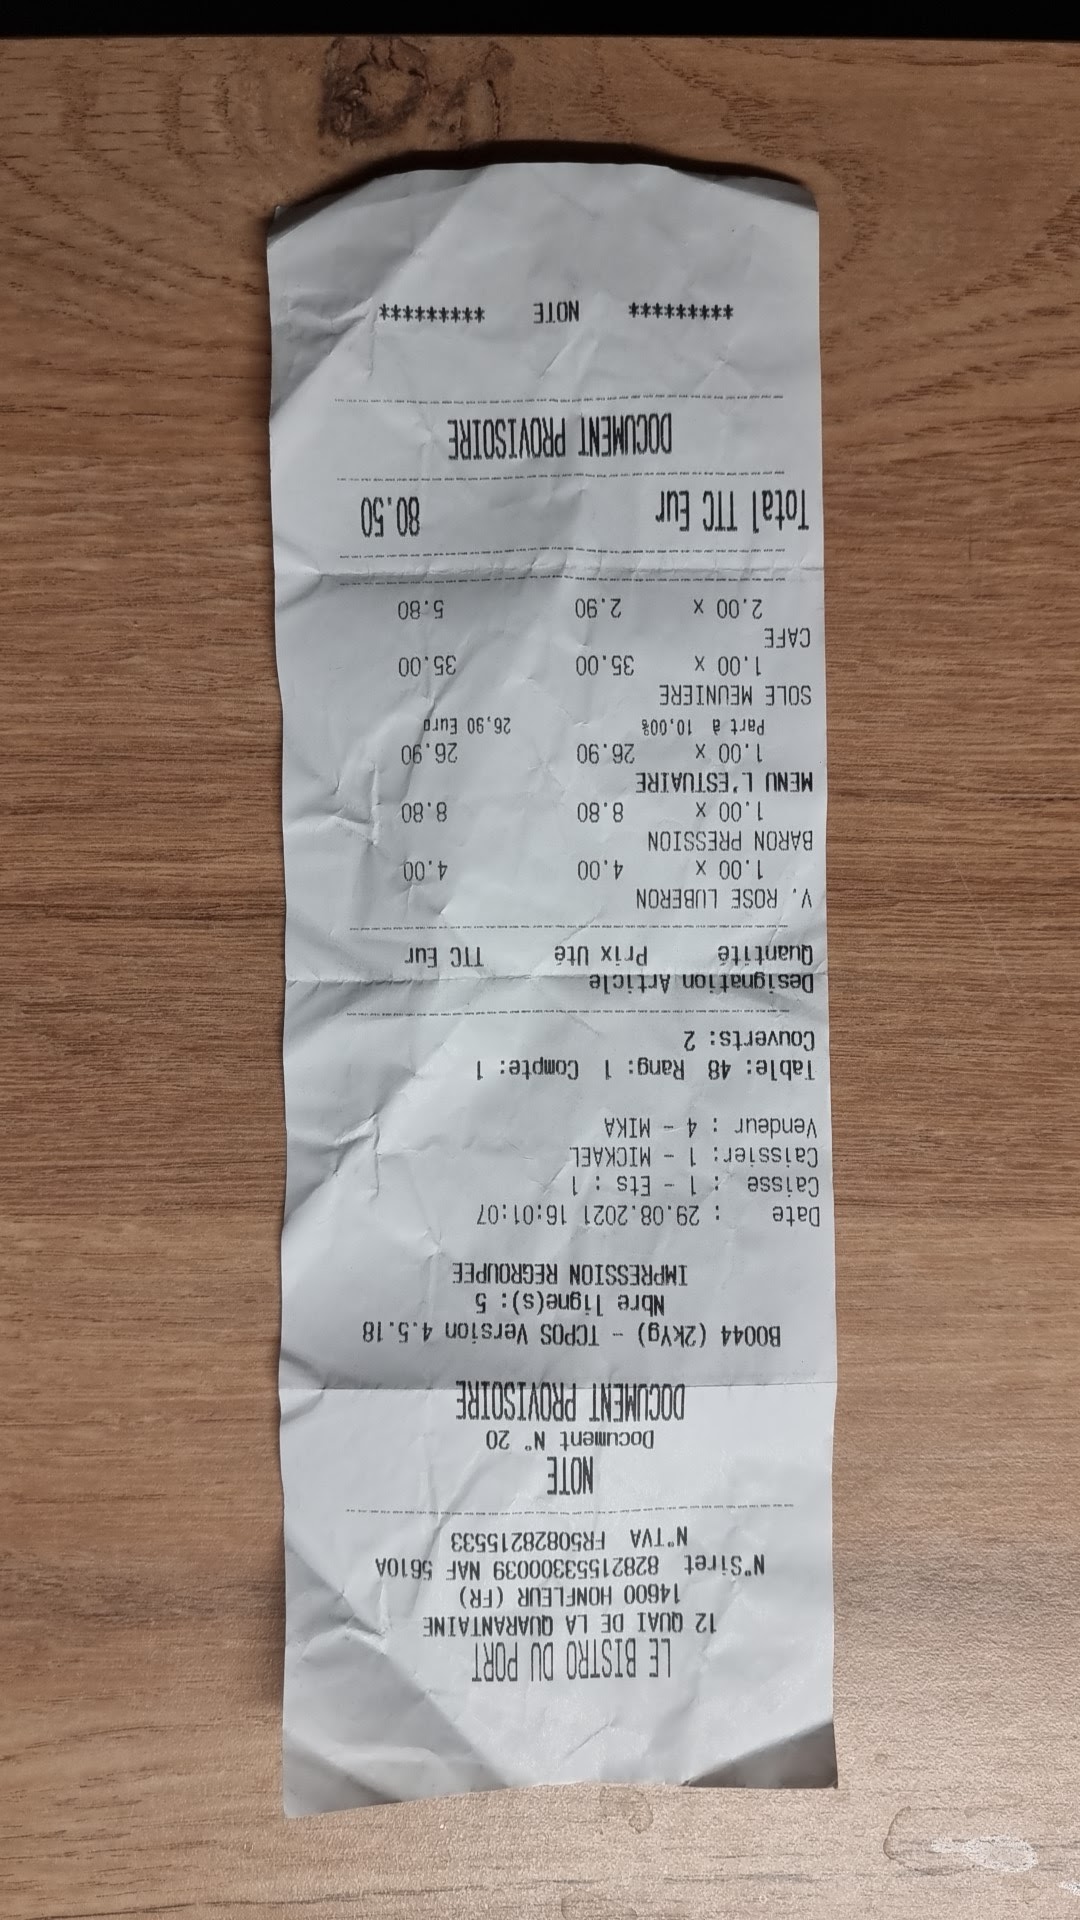 LE BISTRO DU PORT
12 QUAI DE LA QUARANTAINE
14600 HONFLEUR (FR)
N°Siret 82821553300039 NAF 5610A
N°TVA FR50828215533
NOTE
Document N° 20
DOCUMENT PROVISOIRE
B0044 (2kYg) - TCPOS Version 4.5.18
Nbre ligne(s): 5
IMPRESSION REGROUPEE
Date : 29.08.2021 16:01:07
Caisse : 1 - Ets : 1
Caissier: 1 - MICKAEL
Vendeur : 4 - MIKA
Table: 48 Rang: 1 Compte: 1
Couverts: 2
Designation Article
Quantité Prix Uté TTC Eur
V. ROSE LUBERON
1.00 x 4.00 4.00
BARON PRESSION
1.00 x 8.80 8.80
MENU L'ESTUAIRE
1.00 x 26.90 26.90
Part à 10,00% 26,90 Euro
SOLE MEUNIERE
1.00 x 35.00 35.00
CAFE
2.00 x 2.90 5.80
Total TTC Eur 80.50
DOCUMENT PROVISOIRE
********* NOTE *********